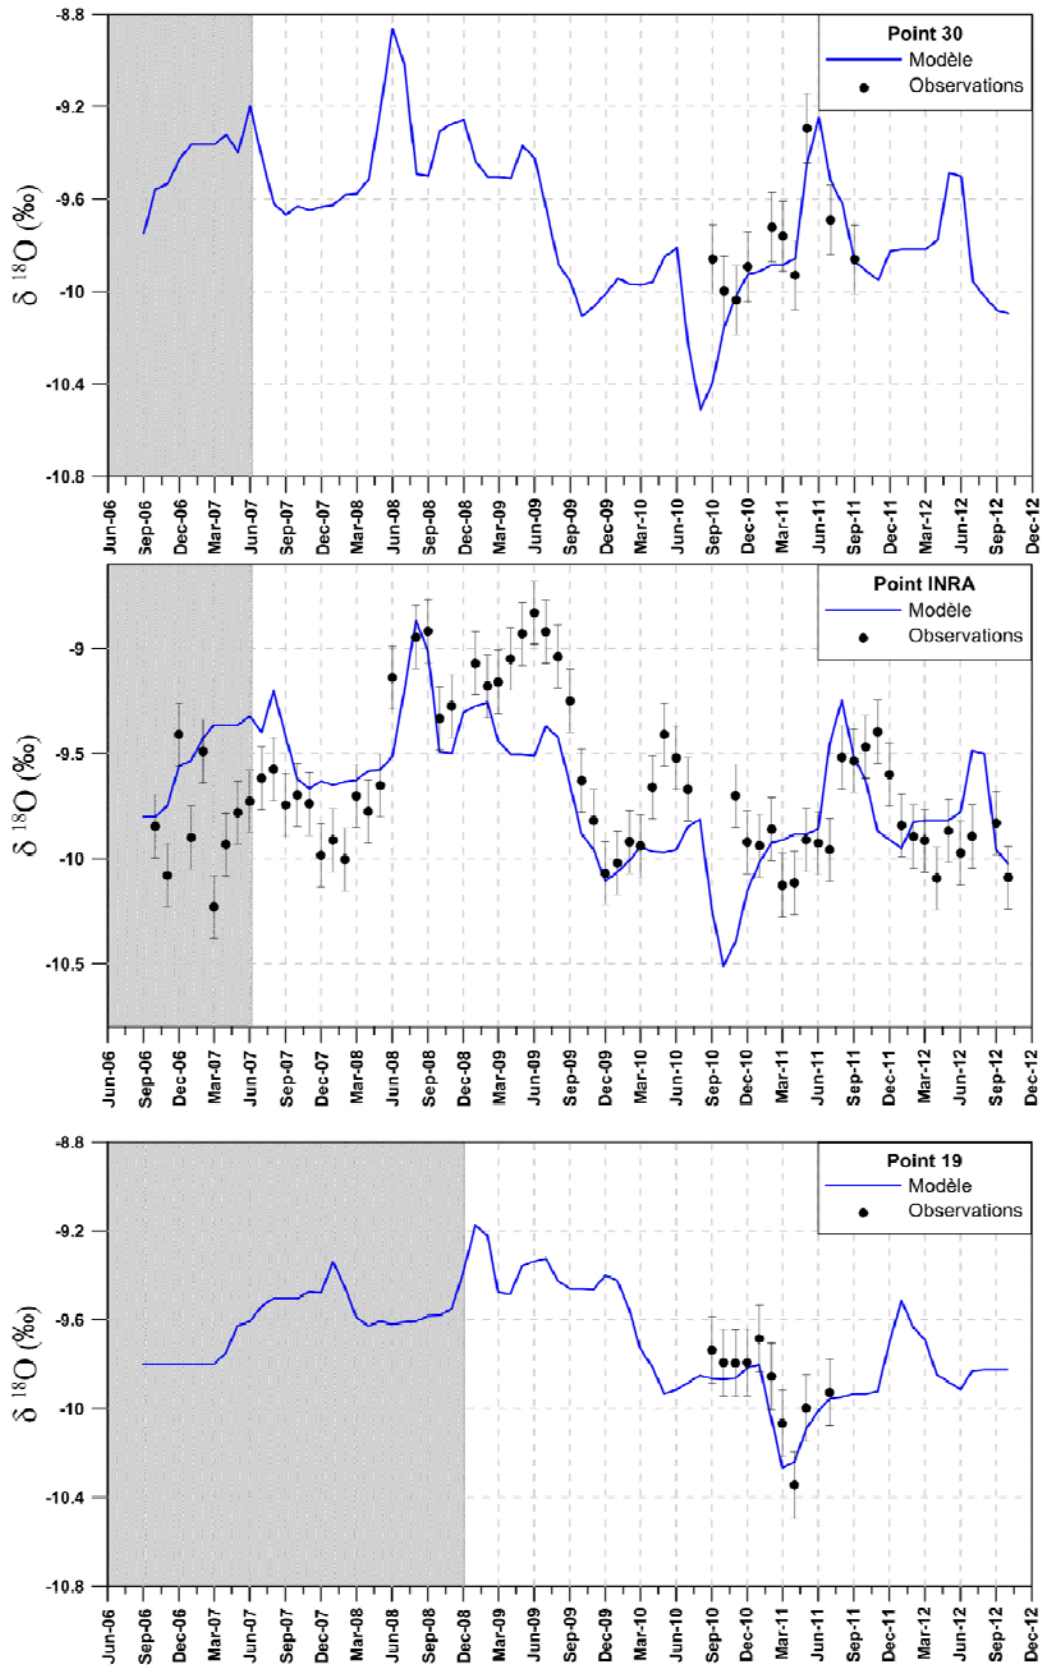 Point 30
Modèle
Observations
δ ¹⁸O (‰)
-8.8
-9.2
-9.6
-10
-10.4
-10.8
Jun-06 Sep-06 Dec-06 Mar-07 Jun-07 Sep-07 Dec-07 Mar-08 Jun-08 Sep-08 Dec-08 Mar-09 Jun-09 Sep-09 Dec-09 Mar-10 Jun-10 Sep-10 Dec-10 Mar-11 Jun-11 Sep-11 Dec-11 Mar-12 Jun-12 Sep-12 Dec-12
Point INRA
Modèle
Observations
δ ¹⁸O (‰)
-9
-9.5
-10
-10.5
Jun-06 Sep-06 Dec-06 Mar-07 Jun-07 Sep-07 Dec-07 Mar-08 Jun-08 Sep-08 Dec-08 Mar-09 Jun-09 Sep-09 Dec-09 Mar-10 Jun-10 Sep-10 Dec-10 Mar-11 Jun-11 Sep-11 Dec-11 Mar-12 Jun-12 Sep-12 Dec-12
Point 19
Modèle
Observations
δ ¹⁸O (‰)
-8.8
-9.2
-9.6
-10
-10.4
-10.8
Jun-06 Sep-06 Dec-06 Mar-07 Jun-07 Sep-07 Dec-07 Mar-08 Jun-08 Sep-08 Dec-08 Mar-09 Jun-09 Sep-09 Dec-09 Mar-10 Jun-10 Sep-10 Dec-10 Mar-11 Jun-11 Sep-11 Dec-11 Mar-12 Jun-12 Sep-12 Dec-12